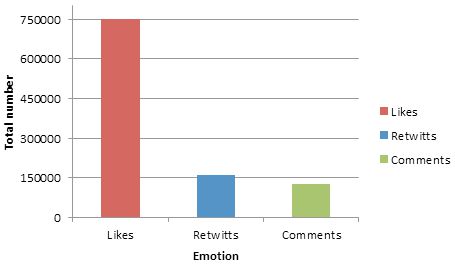 750000
600000
450000
300000
150000
0
Total number
Likes
Retwitts
Comments
Emotion
Likes
Retwitts
Comments